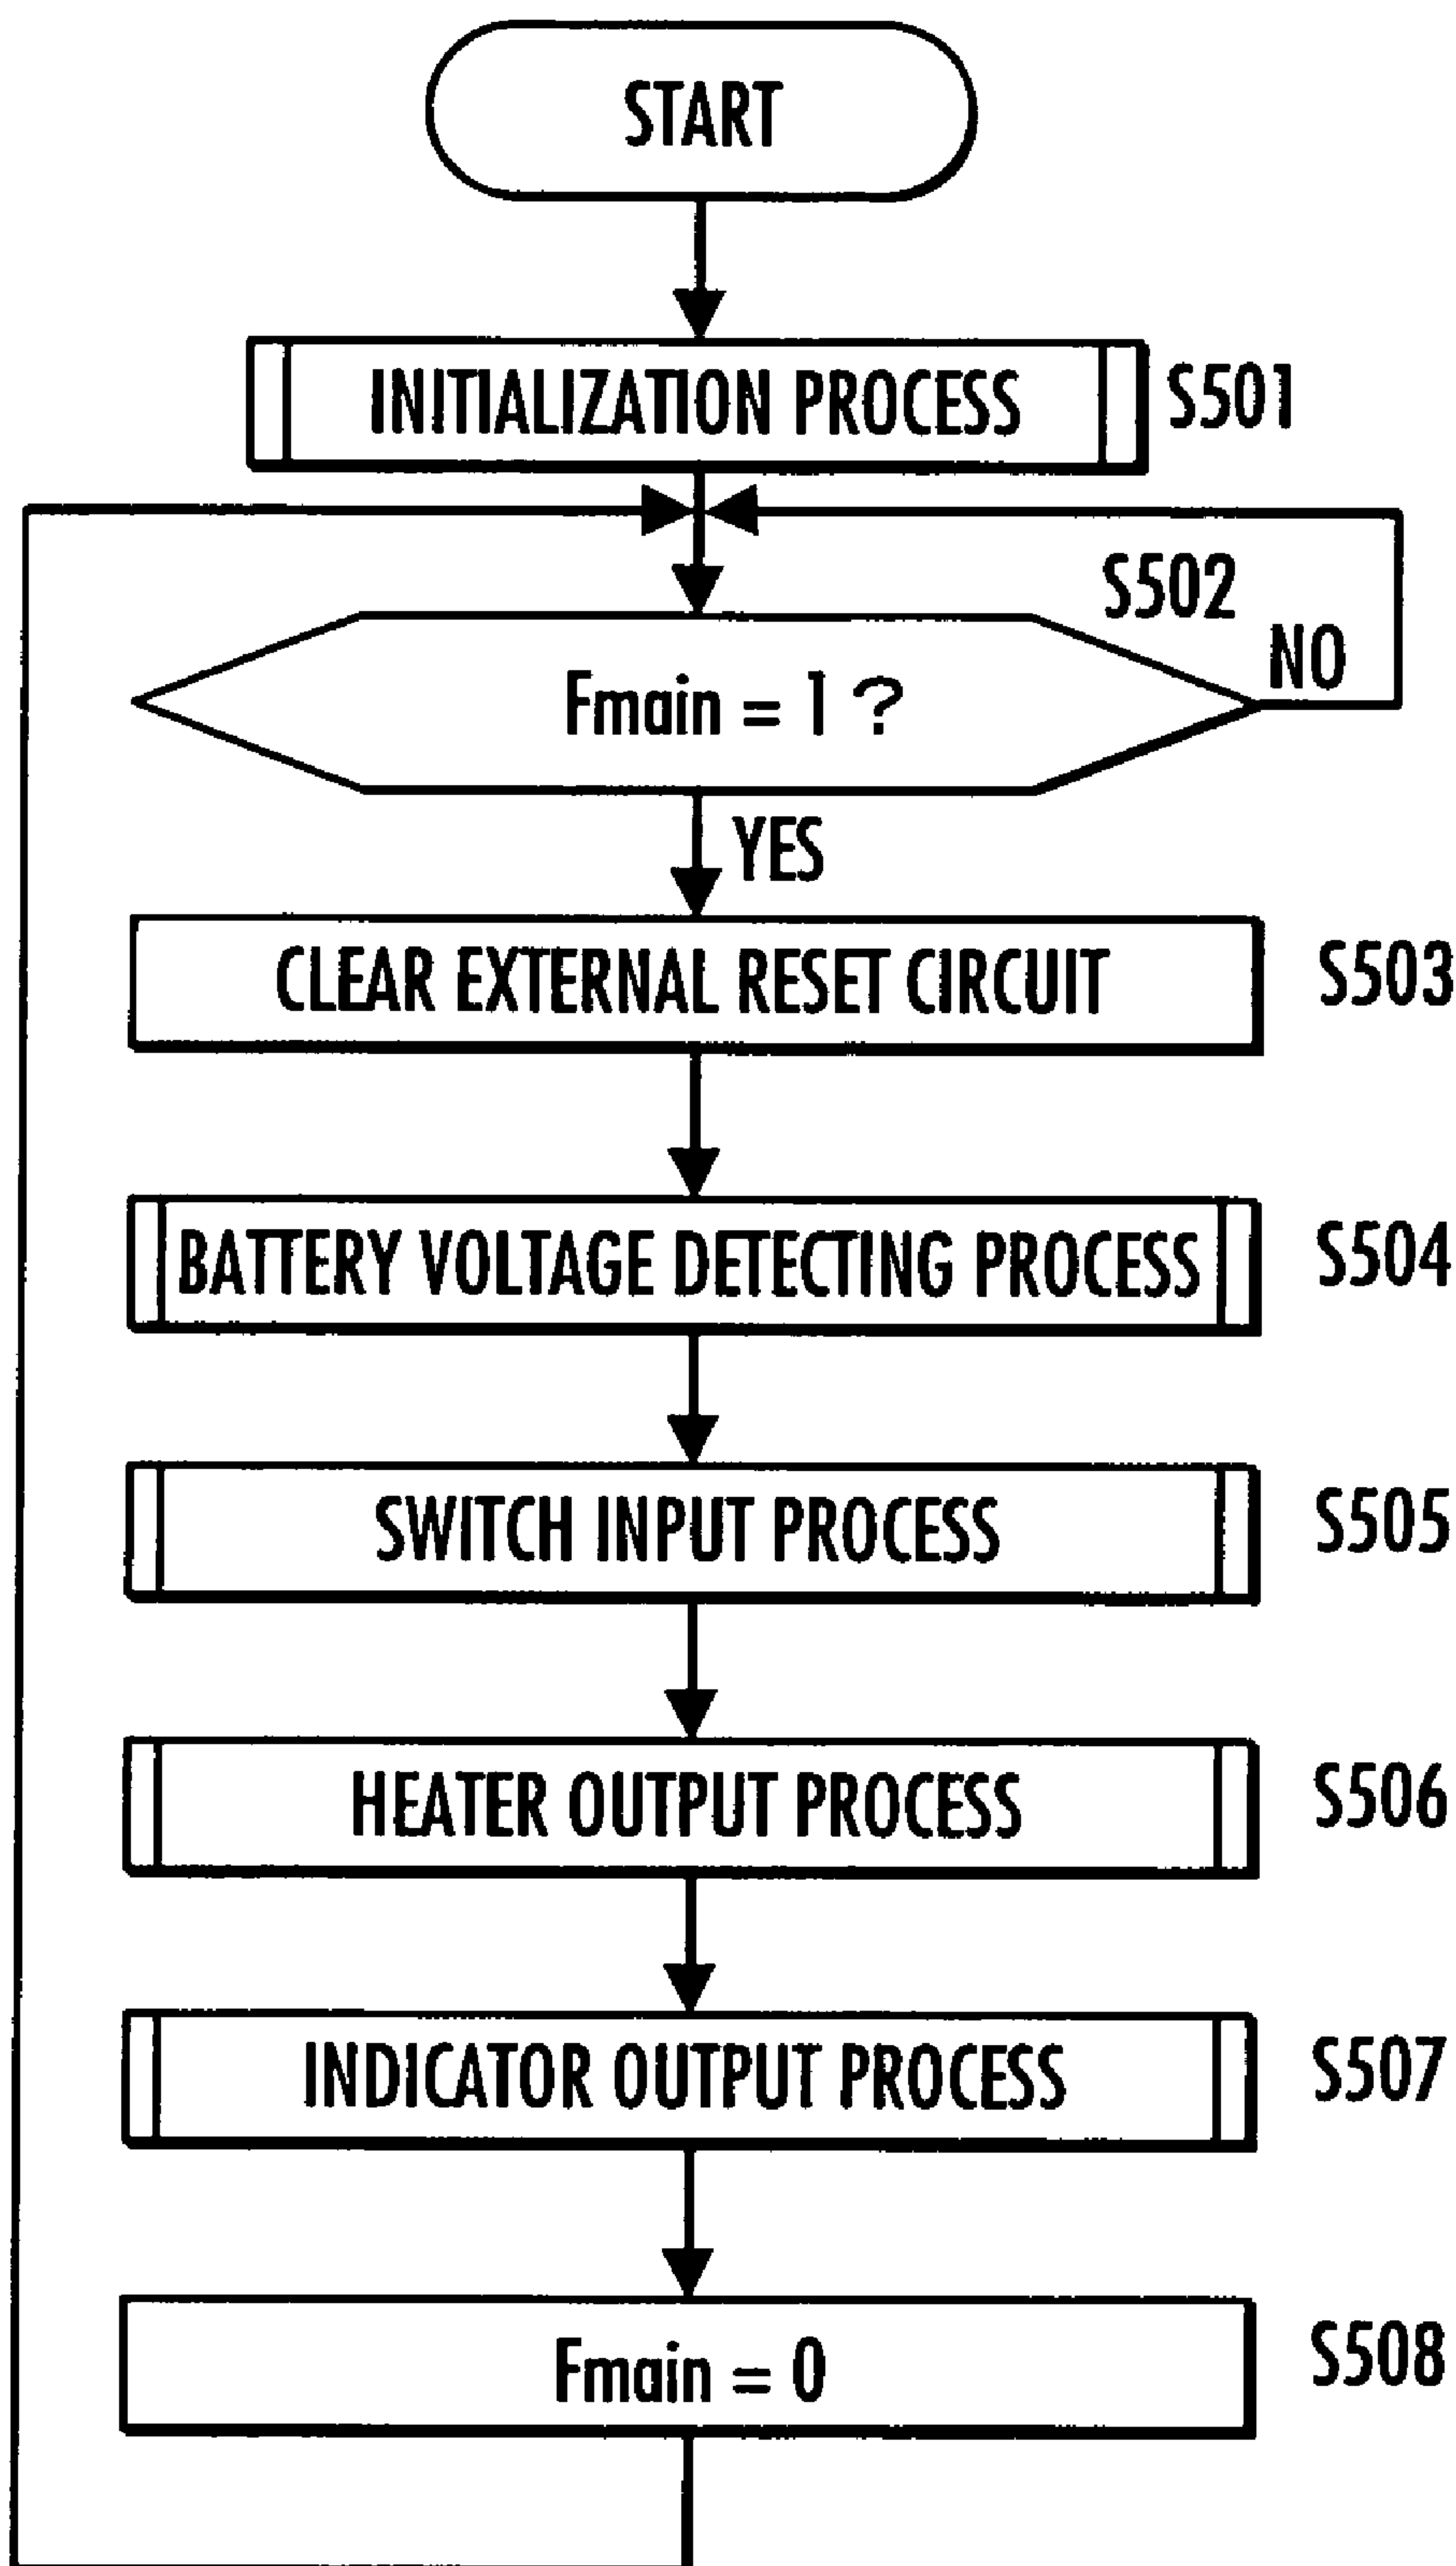 START
INITIALIZATION PROCESS S501
S502
NO
Fmain = 1 ?
YES
CLEAR EXTERNAL RESET CIRCUIT S503
BATTERY VOLTAGE DETECTING PROCESS S504
SWITCH INPUT PROCESS S505
HEATER OUTPUT PROCESS S506
INDICATOR OUTPUT PROCESS S507
Fmain = 0 S508